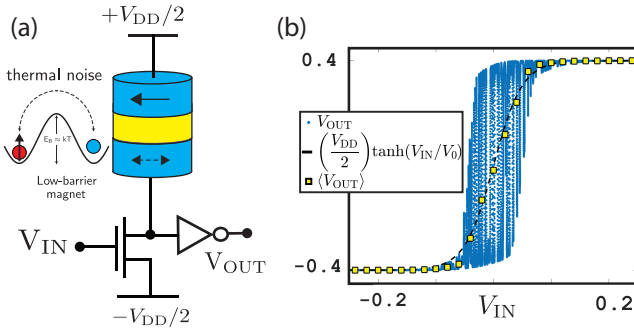 (a)
+V_DD/2
thermal noise
E_B ≈ kT
Low-barrier
magnet
V_IN
V_OUT
−V_DD/2
(b)
0.4
V_OUT
(V_DD/2) tanh(V_IN/V_0)
⟨V_OUT⟩
-0.4
-0.2
V_IN
0.2